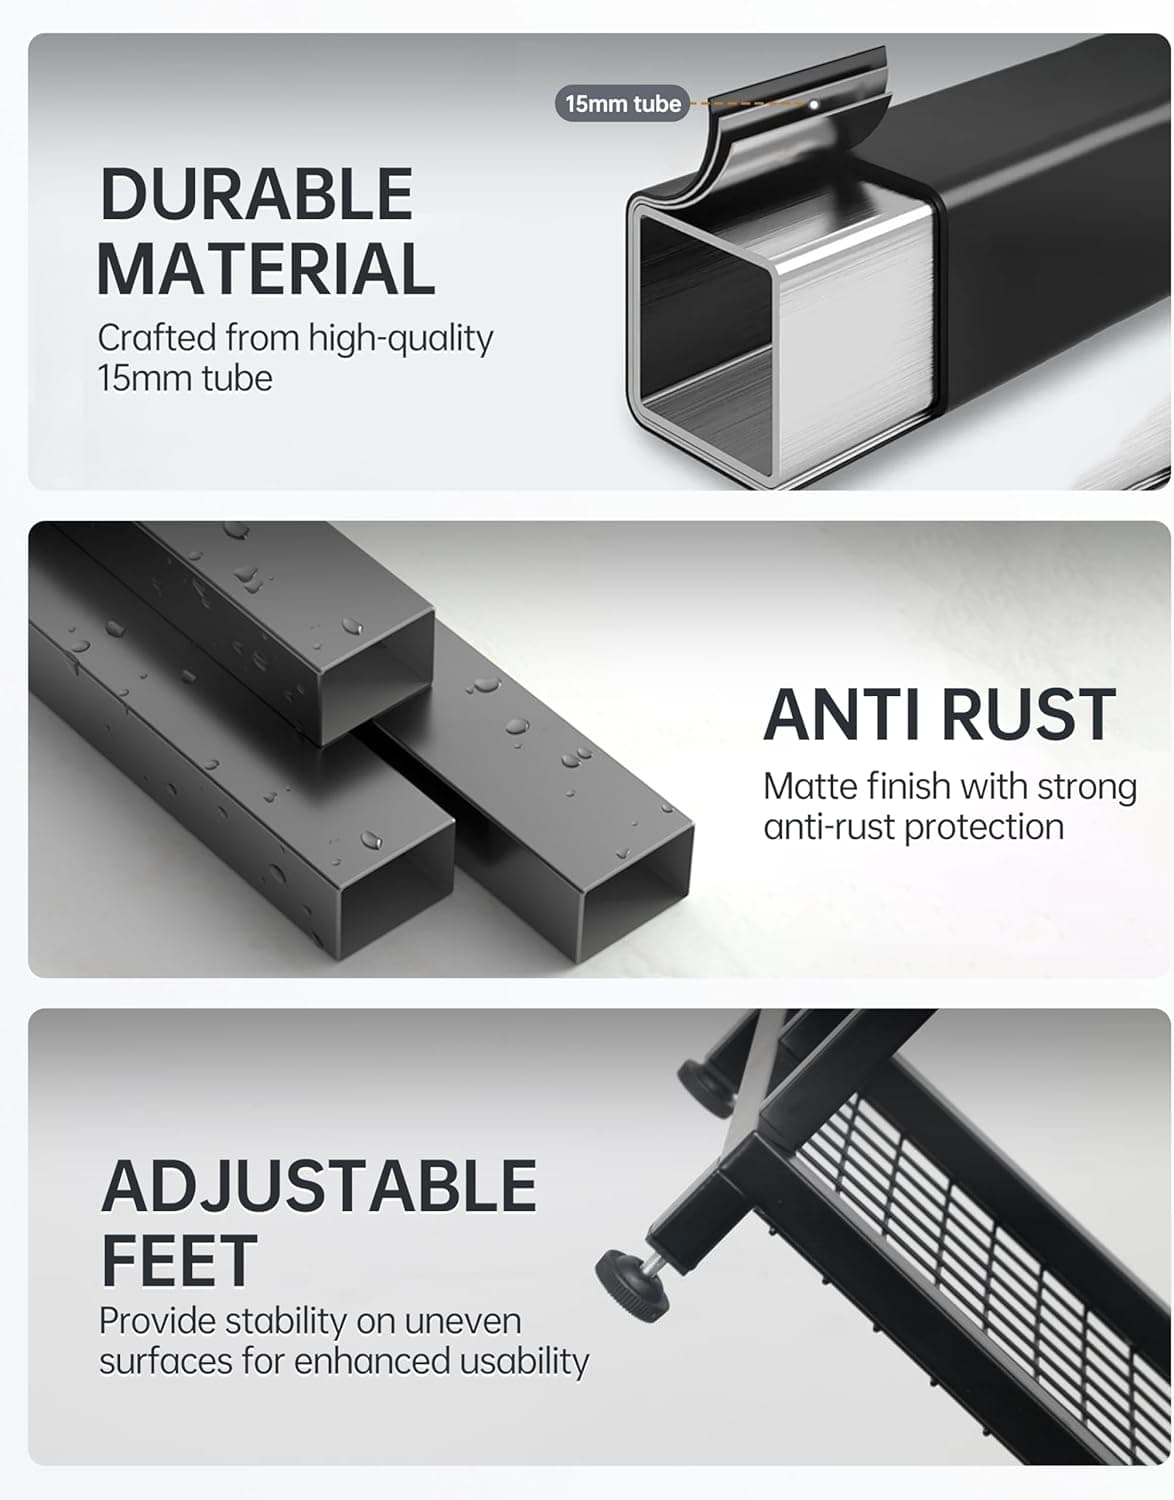 15mm tube
DURABLE
MATERIAL
Crafted from high-quality
15mm tube
ANTI RUST
Matte finish with strong
anti-rust protection
ADJUSTABLE
FEET
Provide stability on uneven
surfaces for enhanced usability